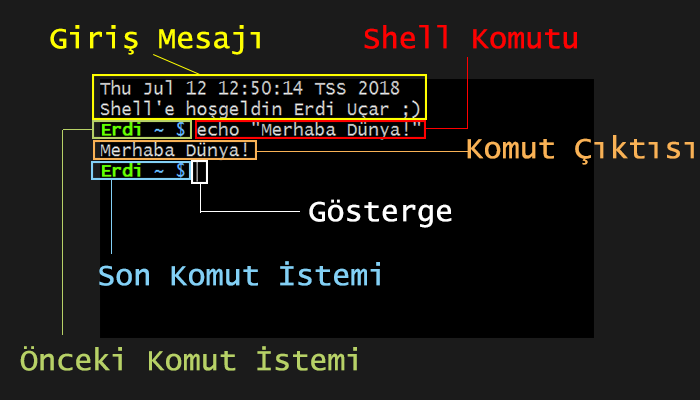 Giriş Mesajı
Shell Komutu
Thu Jul 12 12:50:14 TSS 2018
Shell'e hoşgeldin Erdi Uçar ;)
Erdi ~ $ echo "Merhaba Dünya!"
Merhaba Dünya!
Komut Çıktısı
Erdi ~ $
Gösterge
Son Komut İstemi
Önceki Komut İstemi